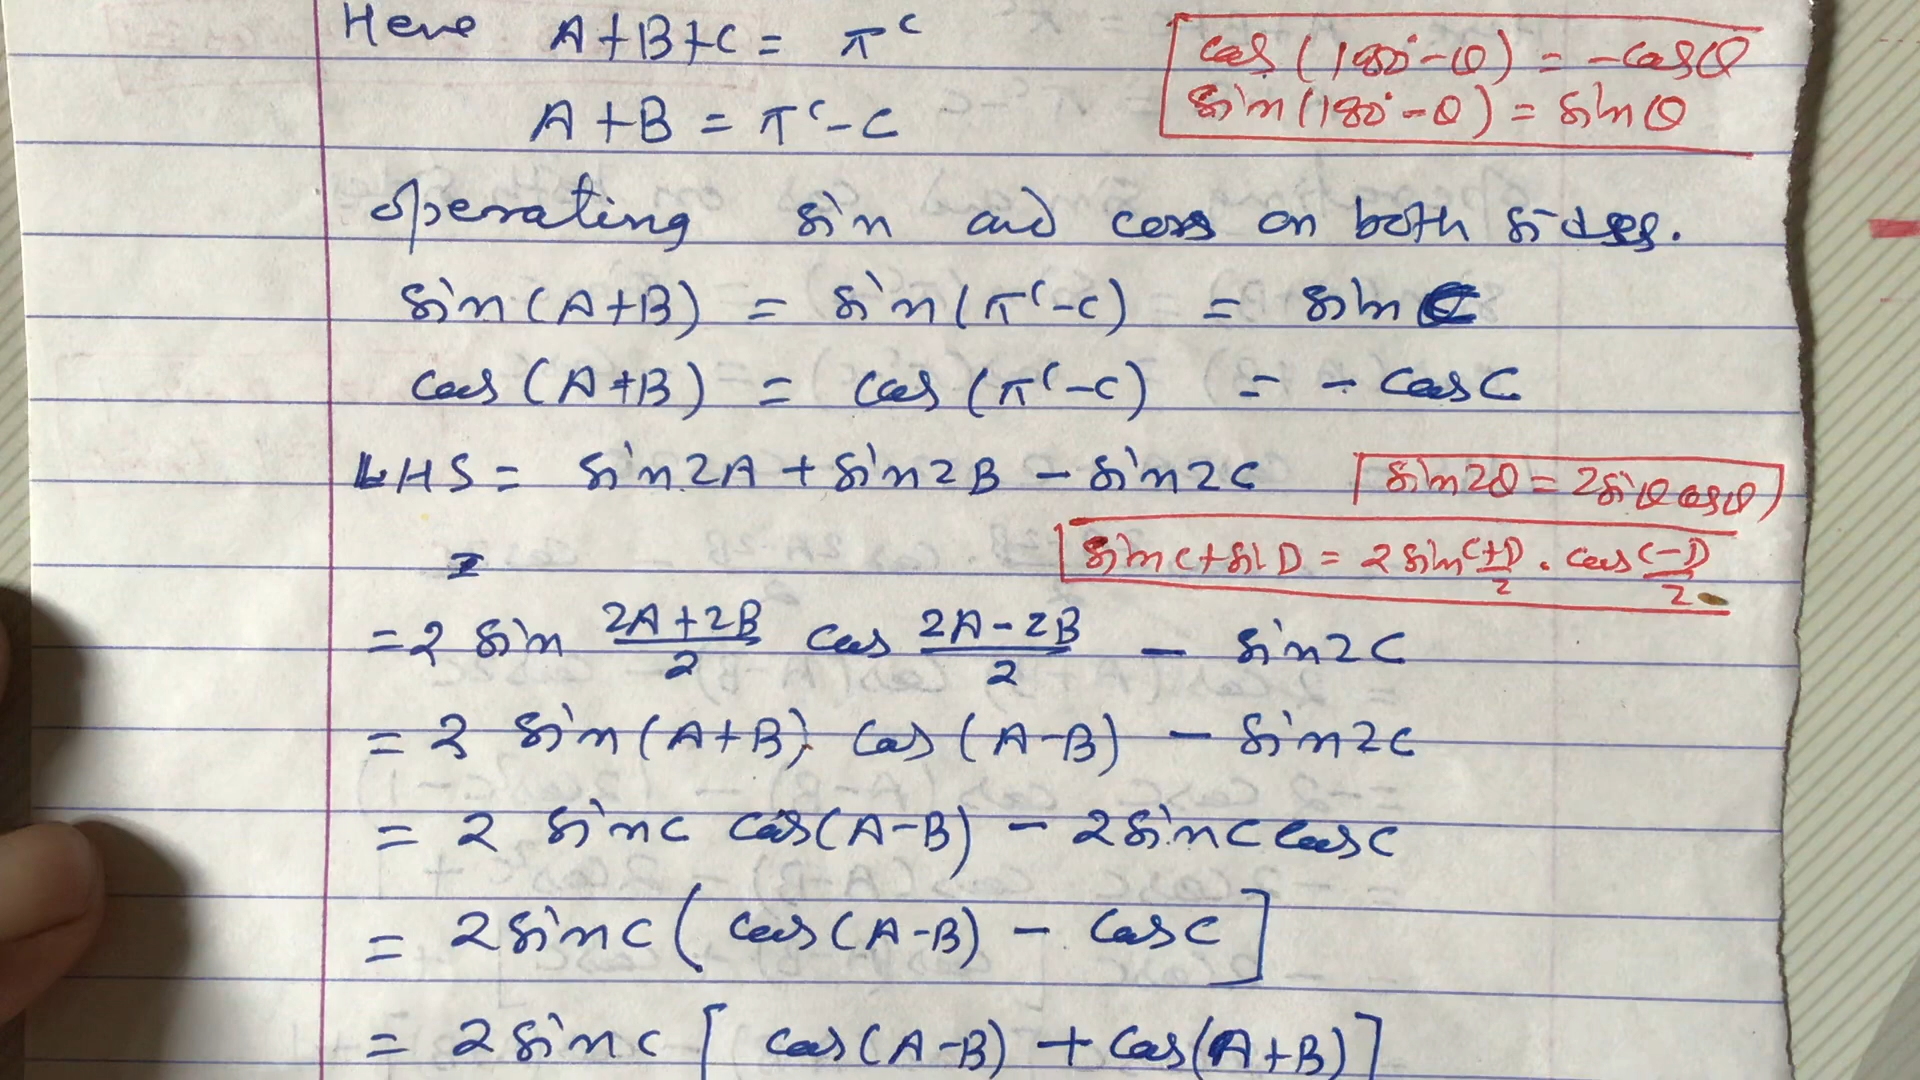 Here A+B+C = π^c
cos(180°-θ) = -cosθ
sin(180°-θ) = sinθ
A+B = π^c-C
operating sin and cos on both sides.
sin(A+B) = sin(π^c-C) = sin C
cos(A+B) = cos(π^c-C) = - cosC
LHS = sin2A + sin2B - sin2C
sin2θ = 2sinθ cosθ
sinC+sinD = 2 sin C+D/2 . cos C-D/2
=
= 2 sin 2A+2B/2 cos 2A-2B/2 - sin2C
= 2 sin(A+B) cos(A-B) - sin2C
= 2 sinC cos(A-B) - 2sinC cosC
= 2sinC ( cos(A-B) - cosC ]
= 2sinC [ cos(A-B) + cos(A+B) ]